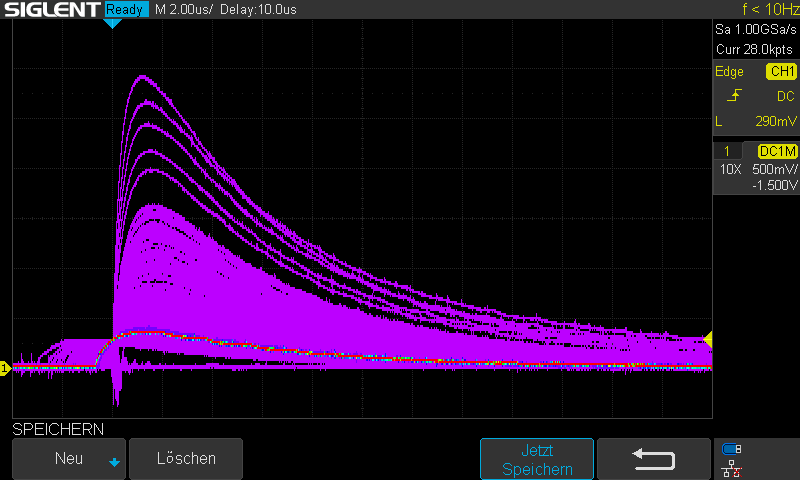 SIGLENT Ready M 2.00us/ Delay:10.0us f < 10Hz
Sa 1.00GSa/s
Curr 28.0kpts
Edge CH1
DC
L 290mV
1 DC1M
10X 500mV/
-1.500V
1
SPEICHERN
Neu
Löschen
Jetzt
Speichern